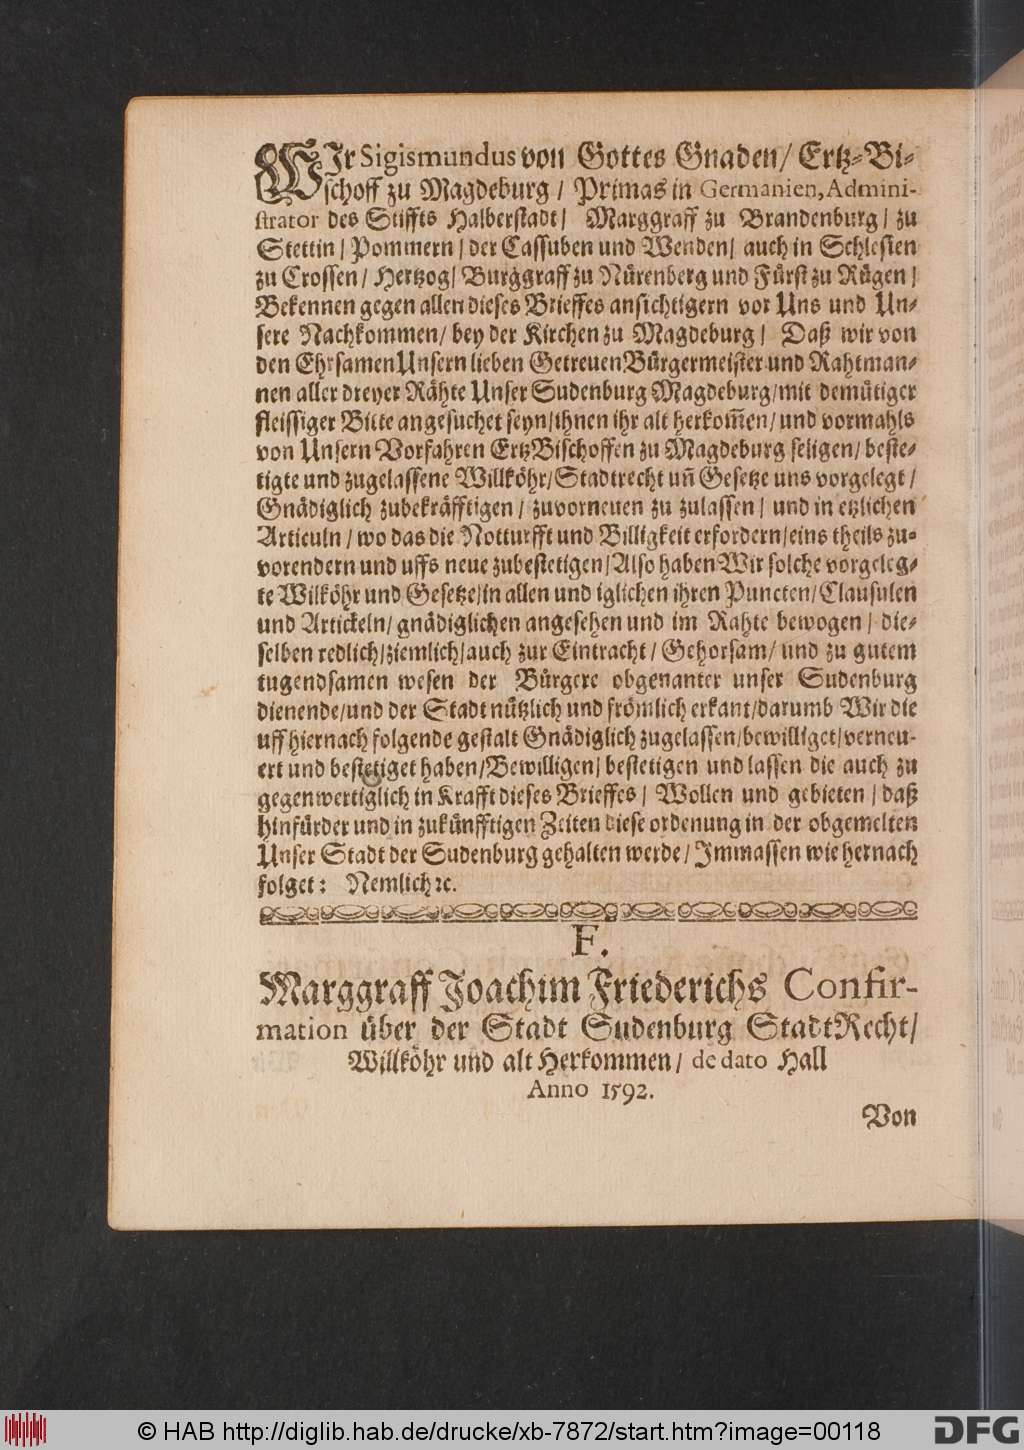 WIr Sigismundus von Gottes Gnaden / Ertz-Bi-
schoff zu Magdeburg / Primas in Germanien, Admini-
strator des Stiffts Halberstadt / Marggraff zu Brandenburg / zu
Stettin / Pommern / der Cassuben und Wenden / auch in Schlesien
zu Crossen / Hertzog / Burggraff zu Nürenberg und Fürst zu Rügen /
Bekennen gegen allen dieses Brieffes ansichtigern vor Uns und Un-
sere Nachkommen / bey der Kirchen zu Magdeburg / Daß wir von
den Ehrsamen Unsern lieben Getreuen Bürgermeister und Rahtman-
nen aller dreyer Rähte Unser Sudenburg Magdeburg / mit demütiger
fleissiger Bitte angesuchet seyn / ihnen ihr alt herkom̃en / und vormahls
von Unsern Vorfahren ErtzBischoffen zu Magdeburg seligen / beste-
tigte und zugelassene Willköhr / Stadtrecht uñ Gesetze uns vorgelegt /
Gnädiglich zubekräfftigen / zuvorneuen zu zulassen / und in etzlichen
Articuln / wo das die Notturfft und Billigkeit erfordern / eins theils zu-
vorendern und uffs neue zubestetigen / Also haben Wir solche vorgeleg-
te Wilköhr und Gesetze / in allen und iglichen ihren Puncten / Clausulen
und Artickeln / gnädiglichen angesehen und im Rahte bewogen / die-
selben redlich / ziemlich / auch zur Eintracht / Gehorsam / und zu gutem
tugendsamen wesen der Bürgere obgenanter unser Sudenburg
dienende / und der Stadt nützlich und frömlich erkant / darumb Wir die
uff hiernach folgende gestalt Gnädiglich zugelassen / bewilliget / verneu-
ert und bestetiget haben / Bewilligen / bestetigen und lassen die auch zu
gegenwertiglich in Krafft dieses Brieffes / Wollen und gebieten / daß
hinfürder und in zukünfftigen Zeiten diese ordenung in der obgemelten
Unser Stadt der Sudenburg gehalten werde / Immassen wie hernach
folget: Nemlich ꝛc.
F.
Marggraff Joachim Friederichs Confir-
mation über der Stadt Sudenburg StadtRecht /
Willköhr und alt Herkommen / de dato Hall
Anno 1592.
Von
© HAB http://diglib.hab.de/drucke/xb-7872/start.htm?image=00118
DFG